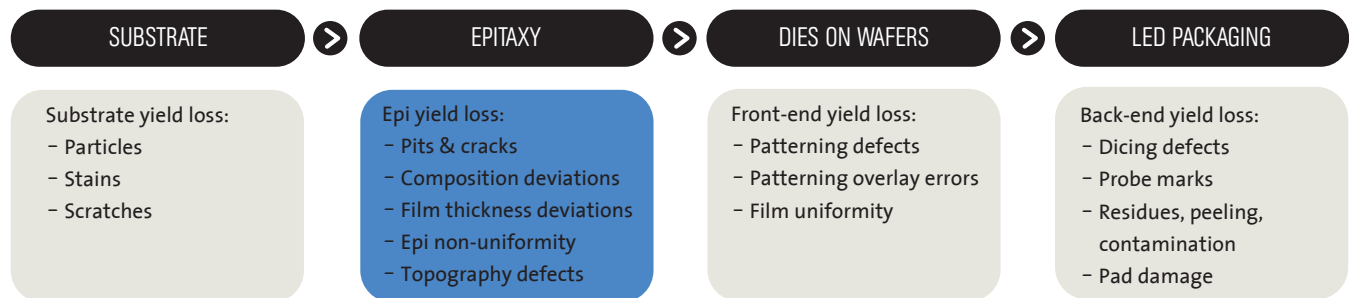 SUBSTRATE
EPITAXY
DIES ON WAFERS
LED PACKAGING
Substrate yield loss:
– Particles
– Stains
– Scratches
Epi yield loss:
– Pits & cracks
– Composition deviations
– Film thickness deviations
– Epi non-uniformity
– Topography defects
Front-end yield loss:
– Patterning defects
– Patterning overlay errors
– Film uniformity
Back-end yield loss:
– Dicing defects
– Probe marks
– Residues, peeling,
contamination
– Pad damage